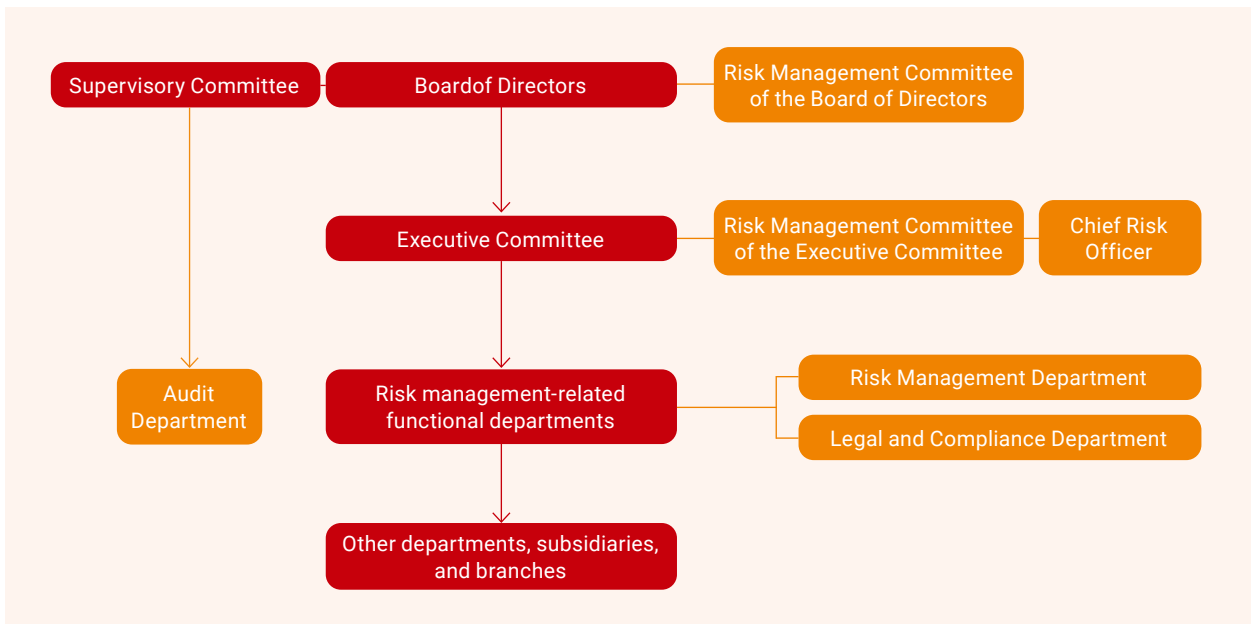 Supervisory Committee
Boardof Directors
Risk Management Committee
of the Board of Directors
Executive Committee
Risk Management Committee
of the Executive Committee
Chief Risk
Officer
Audit
Department
Risk management-related
functional departments
Risk Management Department
Legal and Compliance Department
Other departments, subsidiaries,
and branches